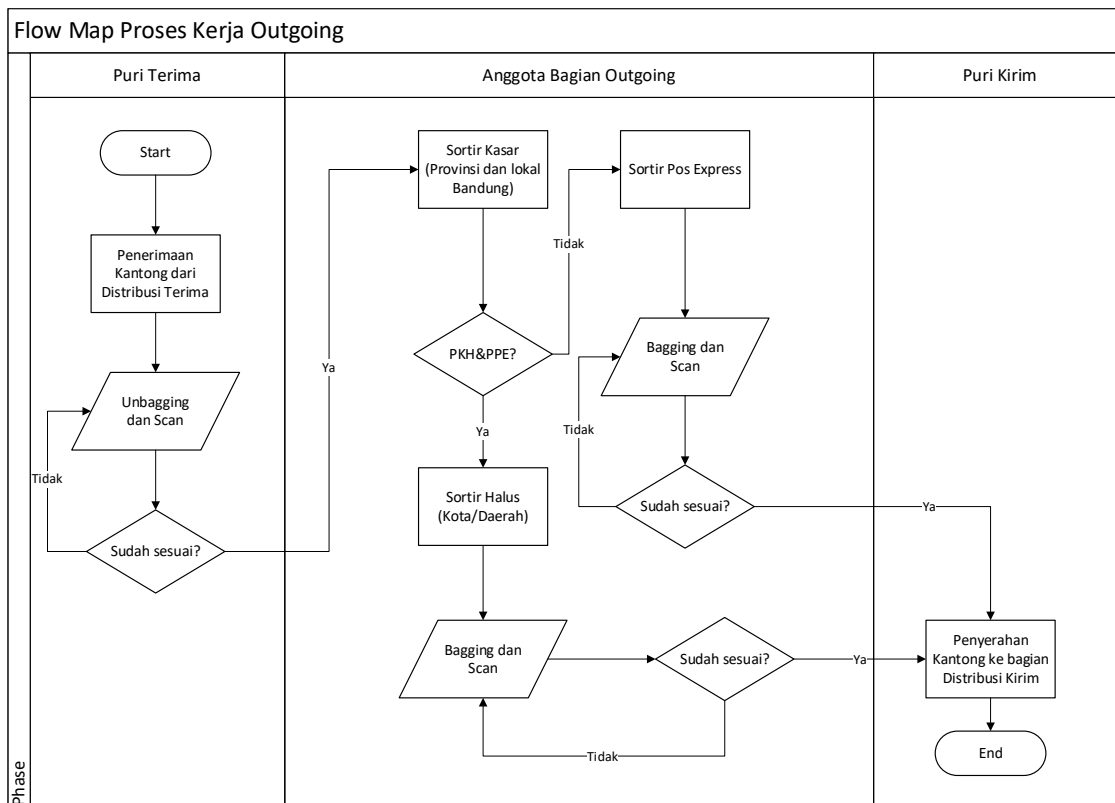 Flow Map Proses Kerja Outgoing
Puri Terima
Anggota Bagian Outgoing
Puri Kirim
Start
Penerimaan
Kantong dari
Distribusi Terima
Unbagging
dan Scan
Tidak
Sudah sesuai?
Ya
Sortir Kasar
(Provinsi dan lokal
Bandung)
PKH&PPE?
Tidak
Ya
Sortir Pos Express
Bagging dan
Scan
Tidak
Sudah sesuai?
Ya
Sortir Halus
(Kota/Daerah)
Bagging dan
Scan
Sudah sesuai?
Tidak
Ya
Penyerahan
Kantong ke bagian
Distribusi Kirim
End
Phase